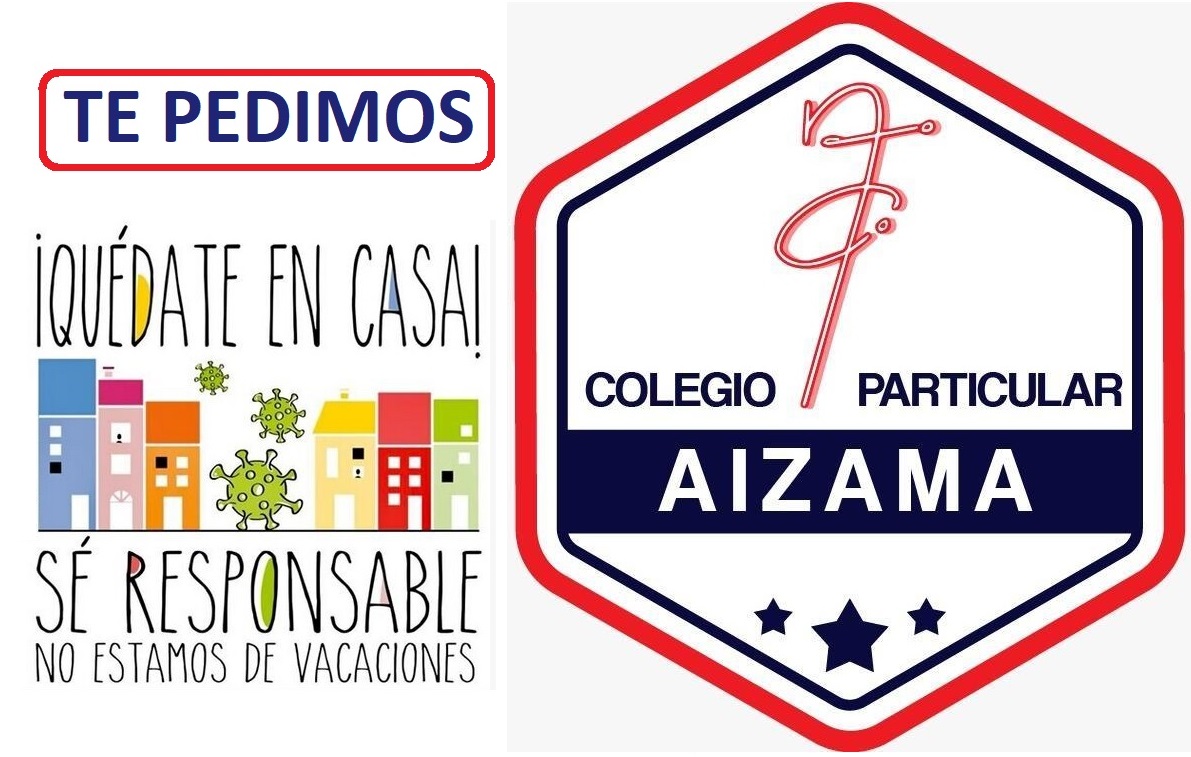 TE PEDIMOS
¡QUÉDATE EN CASA!
SÉ RESPONSABLE
NO ESTAMOS DE VACACIONES
COLEGIO PARTICULAR
AIZAMA